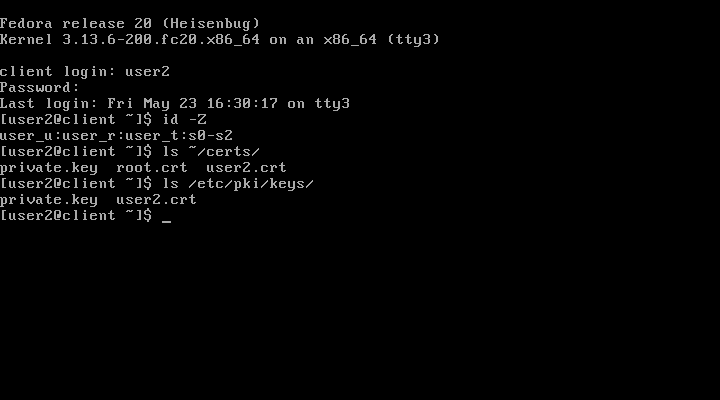 Fedora release 20 (Heisenbug)
Kernel 3.13.6-200.fc20.x86_64 on an x86_64 (tty3)
client login: user2
Password:
Last login: Fri May 23 16:30:17 on tty3
[user2@client ~]$ id -Z
user_u:user_r:user_t:s0-s2
[user2@client ~]$ ls ~/certs/
private.key  root.crt  user2.crt
[user2@client ~]$ ls /etc/pki/keys/
private.key  user2.crt
[user2@client ~]$ _